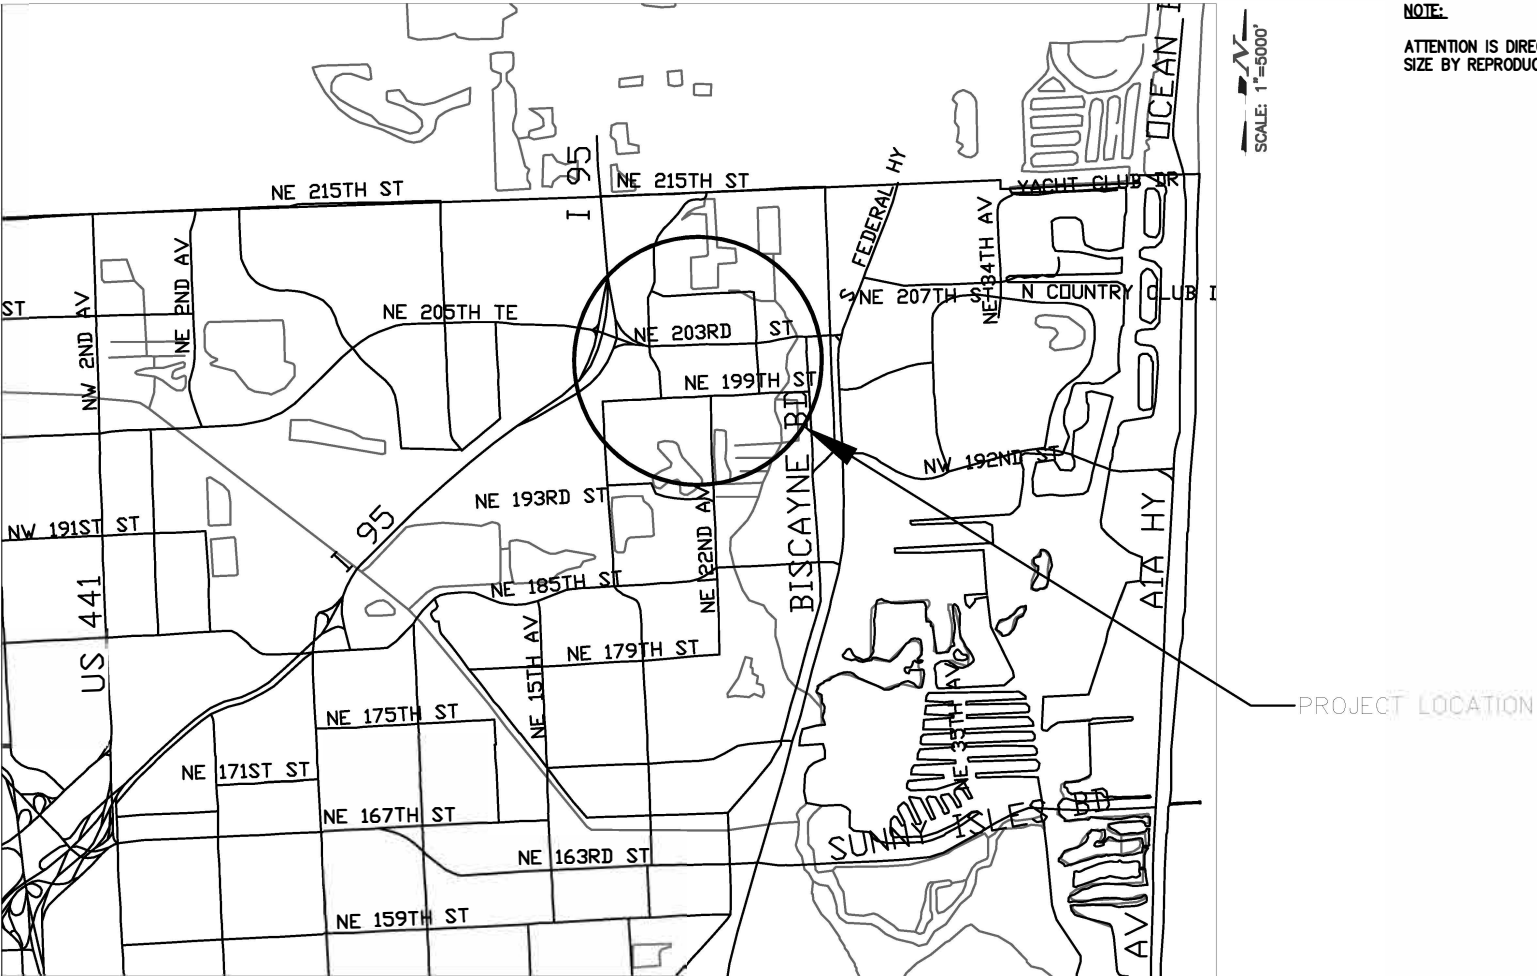 NOTE:
ATTENTION IS DIRE
SIZE BY REPRODUC
SCALE: 1"=5000'
N
OCEAN
NE 215TH ST
I 95
NE 215TH ST
FEDERAL HY
S
YACHT CLUB DR
NE 34TH AV
NE 2ND AV
NW 2ND AV
ST
NE 205TH TE
NE 207TH ST
N COUNTRY CLUB
NE 203RD ST
NE 199TH ST
BISCAYNE BD
NW 192ND ST
NE 193RD ST
NW 191ST ST
I 95
NE 22ND AV
A1A HY
US 441
NE 185TH ST
NE 15TH AV
NE 179TH ST
NE 35TH AV
PROJECT LOCATION
NE 175TH ST
NE 171ST ST
NE 167TH ST
SUNNY ISLES BD
NE 163RD ST
NE 159TH ST
AV